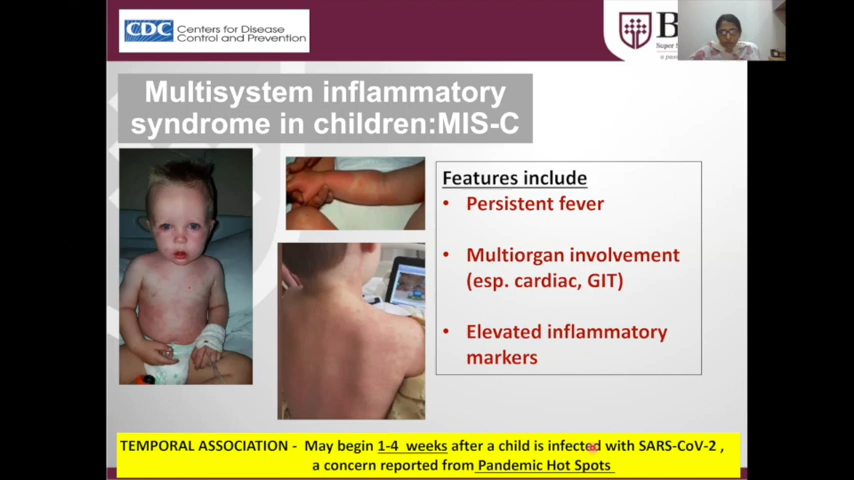 CDC
Centers for Disease
Control and Prevention
B
Super S
a pas
Multisystem inflammatory
syndrome in children:MIS-C
Features include
• Persistent fever
• Multiorgan involvement
(esp. cardiac, GIT)
• Elevated inflammatory
markers
TEMPORAL ASSOCIATION - May begin 1-4 weeks after a child is infected with SARS-CoV-2 ,
a concern reported from Pandemic Hot Spots